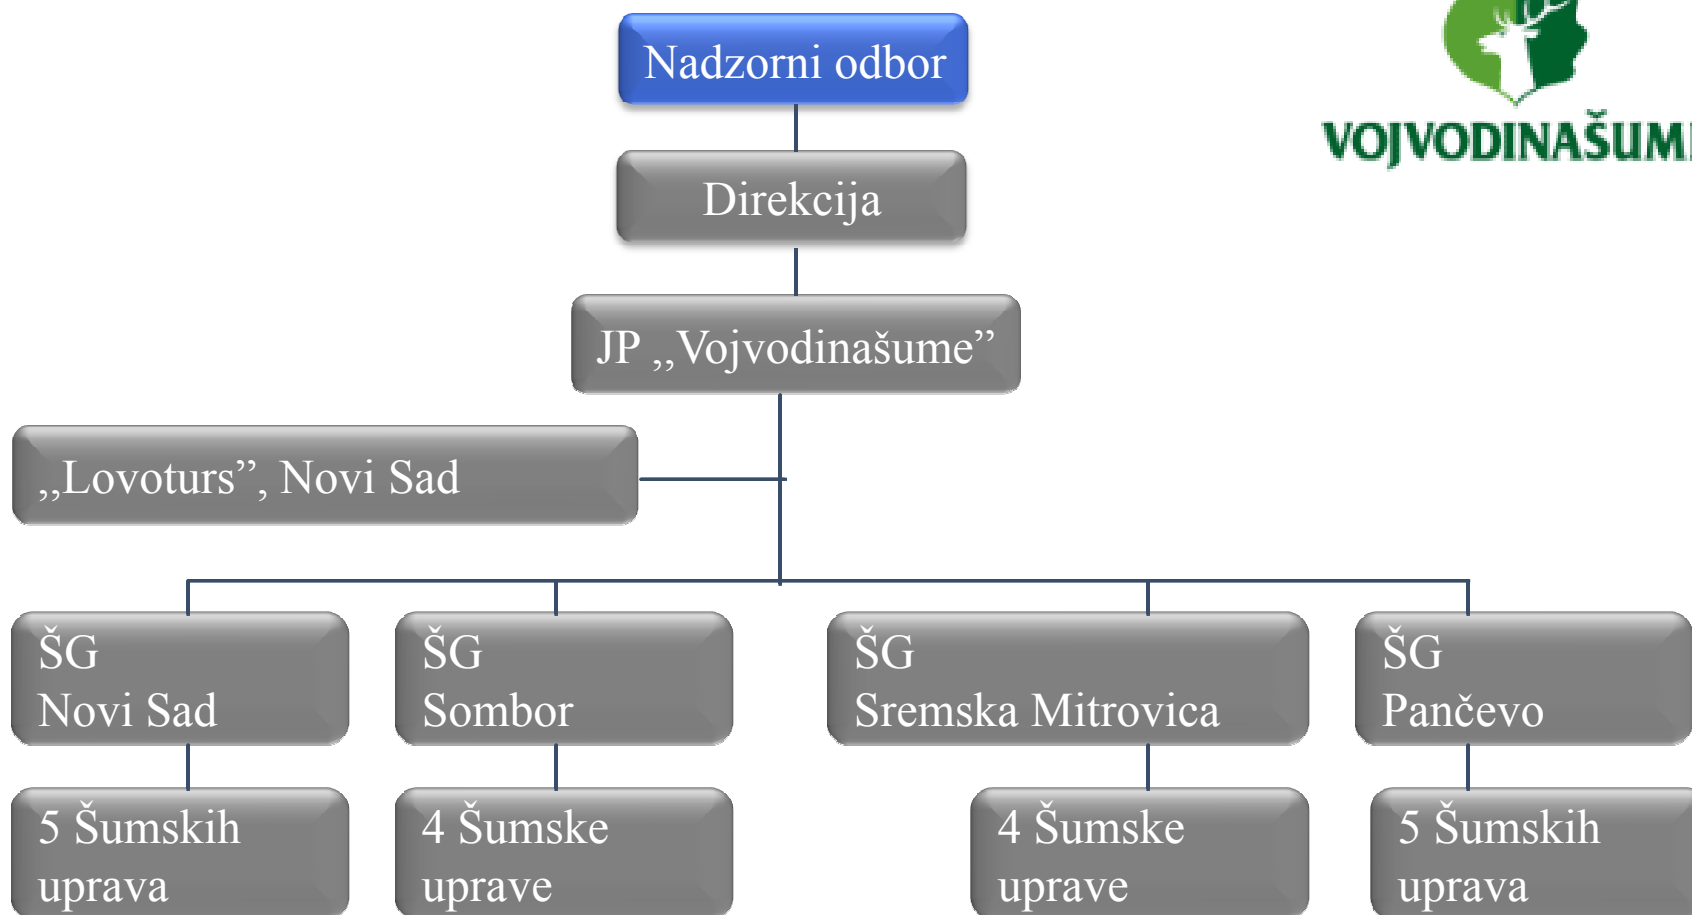 Nadzorni odbor
VOJVODINAŠUM
Direkcija
JP ,,Vojvodinašume”
,,Lovoturs”, Novi Sad
ŠG
Novi Sad
ŠG
Sombor
ŠG
Sremska Mitrovica
ŠG
Pančevo
5 Šumskih
uprava
4 Šumske
uprave
4 Šumske
uprave
5 Šumskih
uprava